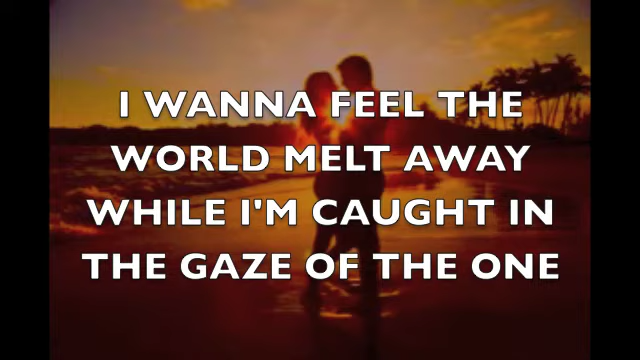 I WANNA FEEL THE
WORLD MELT AWAY
WHILE I'M CAUGHT IN
THE GAZE OF THE ONE